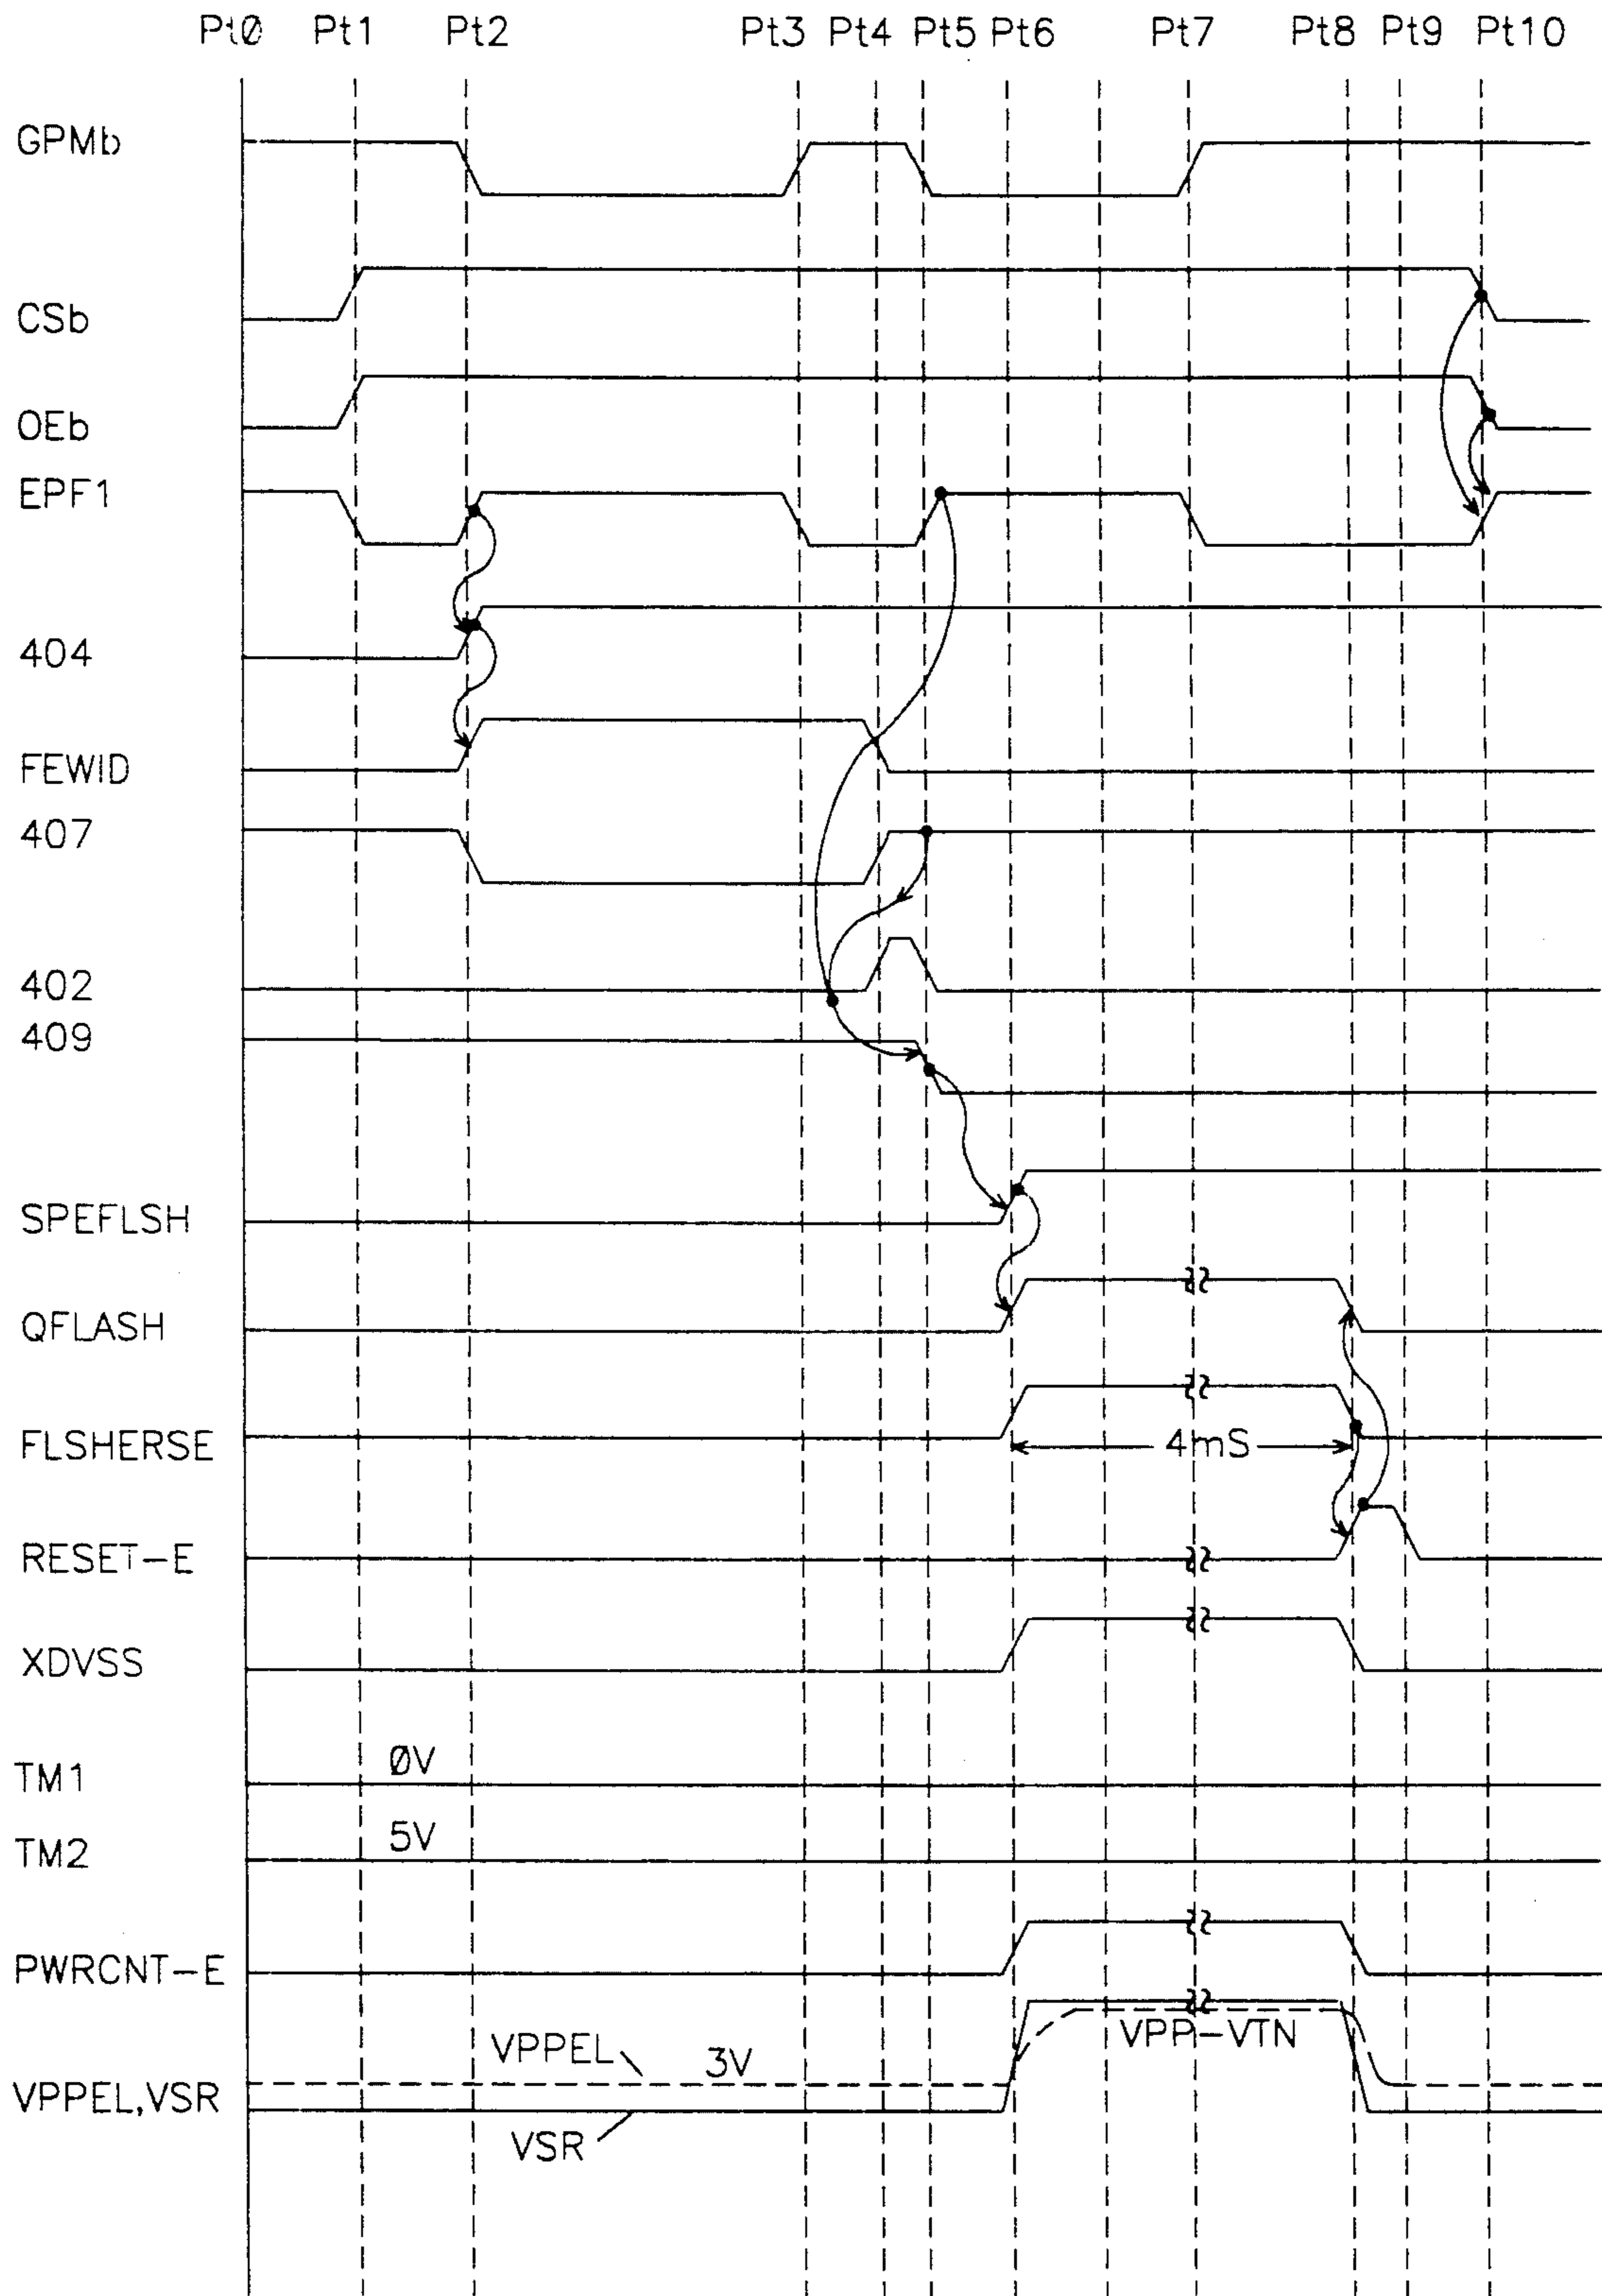 PtØ Pt1 Pt2 Pt3 Pt4 Pt5 Pt6 Pt7 Pt8 Pt9 Pt10
GPMb
CSb
OEb
EPF1
404
FEWID
407
402
409
SPEFLSH
QFLASH
FLSHERSE
4mS
RESET-E
XDVSS
TM1 ØV
TM2 5V
PWRCNT-E
VPP-VTN
VPPEL 3V
VPPEL,VSR
VSR